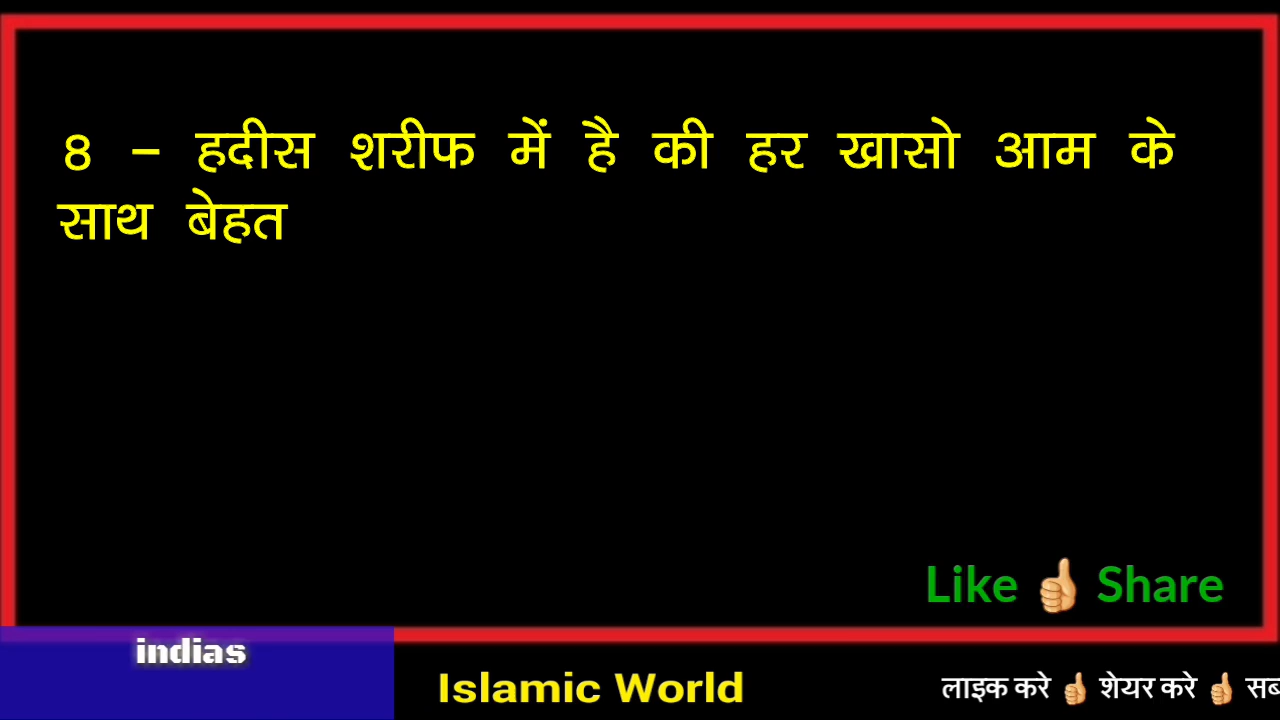 8 - हदीस शरीफ में है की हर खासो आम के
साथ बेहत
Like 👍 Share
indias
Islamic World
लाइक करे 👍 शेयर करे 👍 सब